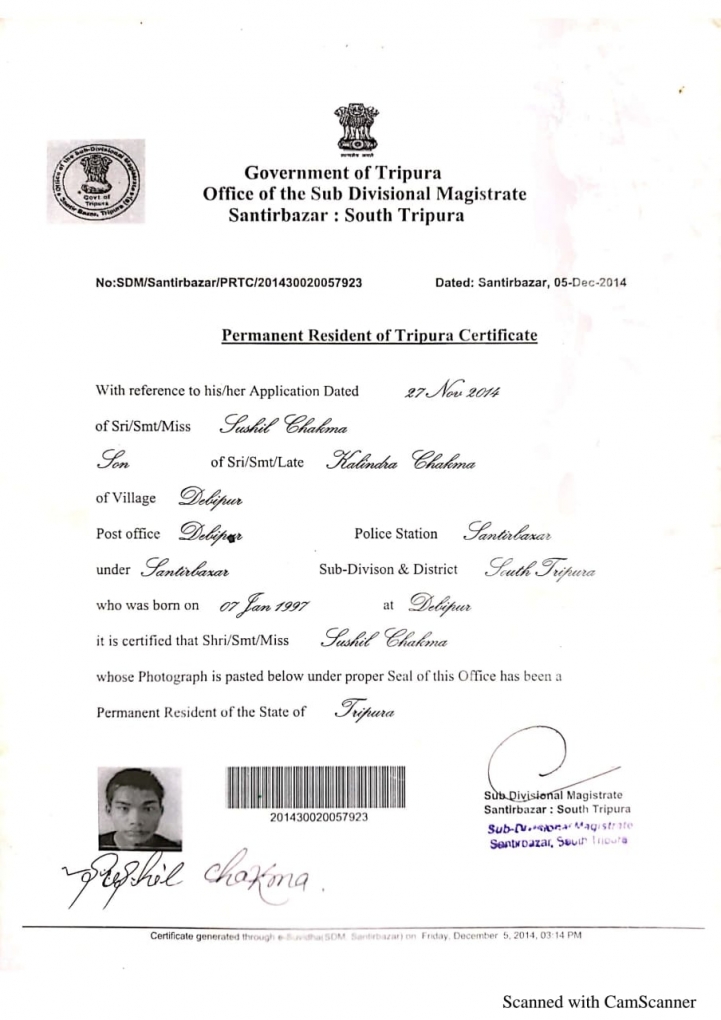 Office of the Sub-Divisional Magistrate
Govt of
Tripura
Government of Tripura
Office of the Sub Divisional Magistrate
Santirbazar : South Tripura
No:SDM/Santirbazar/PRTC/201430020057923 Dated: Santirbazar, 05-Dec-2014
Permanent Resident of Tripura Certificate
With reference to his/her Application Dated 27 Nov 2014
of Sri/Smt/Miss Sushil Chakma
Son of Sri/Smt/Late Kalindra Chakma
of Village Debipur
Post office Debipur Police Station Santirbazar
under Santirbazar Sub-Divison & District South Tripura
who was born on 07 Jan 1997 at Debipur
it is certified that Shri/Smt/Miss Sushil Chakma
whose Photograph is pasted below under proper Seal of this Office has been a
Permanent Resident of the State of Tripura
201430020057923
Sub Divisional Magistrate
Santirbazar : South Tripura
Sub-Divisional Magistrate
Santirbazar, South Tripura
Sushil Chakma.
Certificate generated through e-Suvidha(SDM, Santirbazar) on Friday, December 5, 2014, 03:14 PM
Scanned with CamScanner